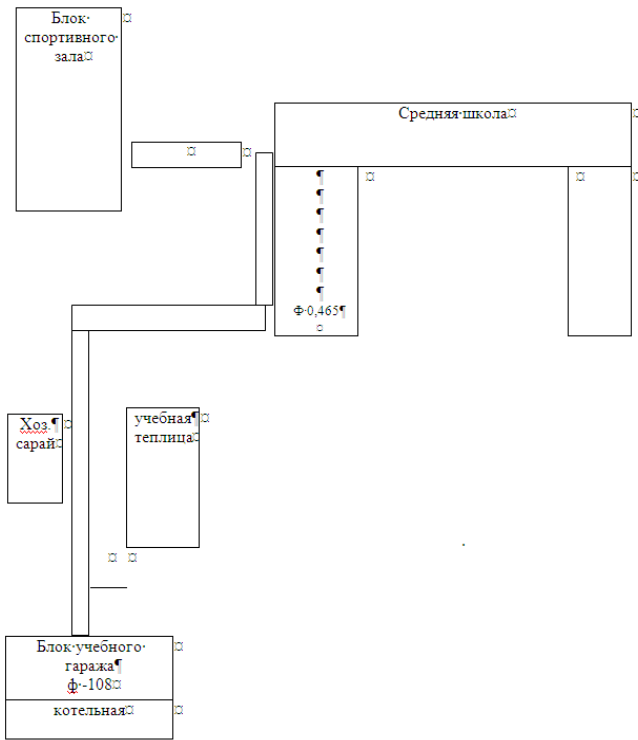 Блок
спортивного
зала
Средняя школа
Ф 0,465
Хоз.
сарай
учебная
теплица
Блок учебного
гаража
ф -108
котельная